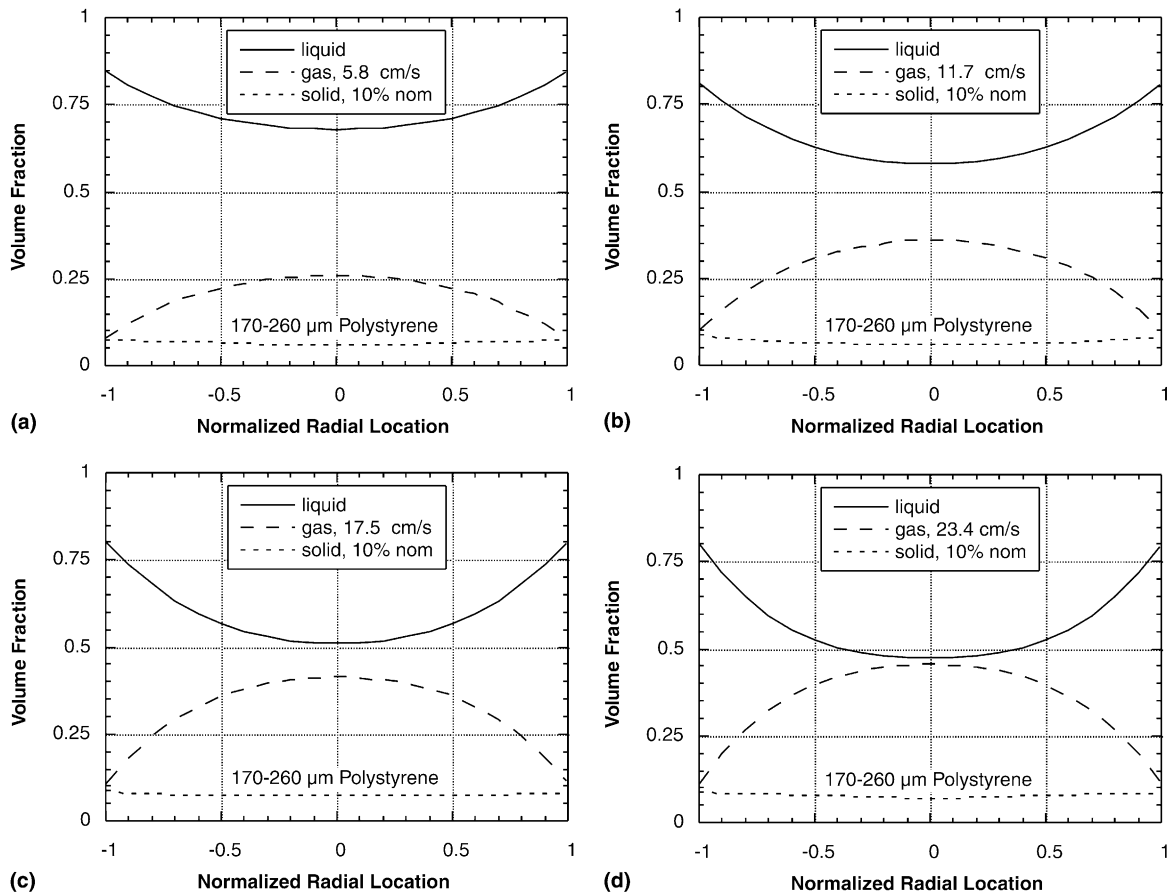 1
liquid
gas, 5.8 cm/s
solid, 10% nom
0.75
Volume Fraction
0.5
0.25
170-260 µm Polystyrene
0
-1 -0.5 0 0.5 1
(a)
Normalized Radial Location
1
liquid
gas, 11.7 cm/s
solid, 10% nom
0.75
Volume Fraction
0.5
0.25
170-260 µm Polystyrene
0
-1 -0.5 0 0.5 1
(b)
Normalized Radial Location
1
liquid
gas, 17.5 cm/s
solid, 10% nom
0.75
Volume Fraction
0.5
0.25
170-260 µm Polystyrene
0
-1 -0.5 0 0.5 1
(c)
Normalized Radial Location
1
liquid
gas, 23.4 cm/s
solid, 10% nom
0.75
Volume Fraction
0.5
0.25
170-260 µm Polystyrene
0
-1 -0.5 0 0.5 1
(d)
Normalized Radial Location